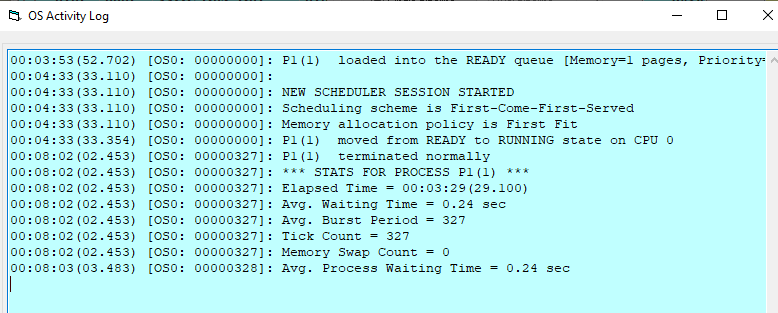 OS Activity Log
00:03:53(52.702) [OS0: 00000000]: P1(1) loaded into the READY queue [Memory=1 pages, Priority=
00:04:33(33.110) [OS0: 00000000]:
00:04:33(33.110) [OS0: 00000000]: NEW SCHEDULER SESSION STARTED
00:04:33(33.110) [OS0: 00000000]: Scheduling scheme is First-Come-First-Served
00:04:33(33.110) [OS0: 00000000]: Memory allocation policy is First Fit
00:04:33(33.354) [OS0: 00000000]: P1(1) moved from READY to RUNNING state on CPU 0
00:08:02(02.453) [OS0: 00000327]: P1(1) terminated normally
00:08:02(02.453) [OS0: 00000327]: *** STATS FOR PROCESS P1(1) ***
00:08:02(02.453) [OS0: 00000327]: Elapsed Time = 00:03:29(29.100)
00:08:02(02.453) [OS0: 00000327]: Avg. Waiting Time = 0.24 sec
00:08:02(02.453) [OS0: 00000327]: Avg. Burst Period = 327
00:08:02(02.453) [OS0: 00000327]: Tick Count = 327
00:08:02(02.453) [OS0: 00000327]: Memory Swap Count = 0
00:08:03(03.483) [OS0: 00000328]: Avg. Process Waiting Time = 0.24 sec